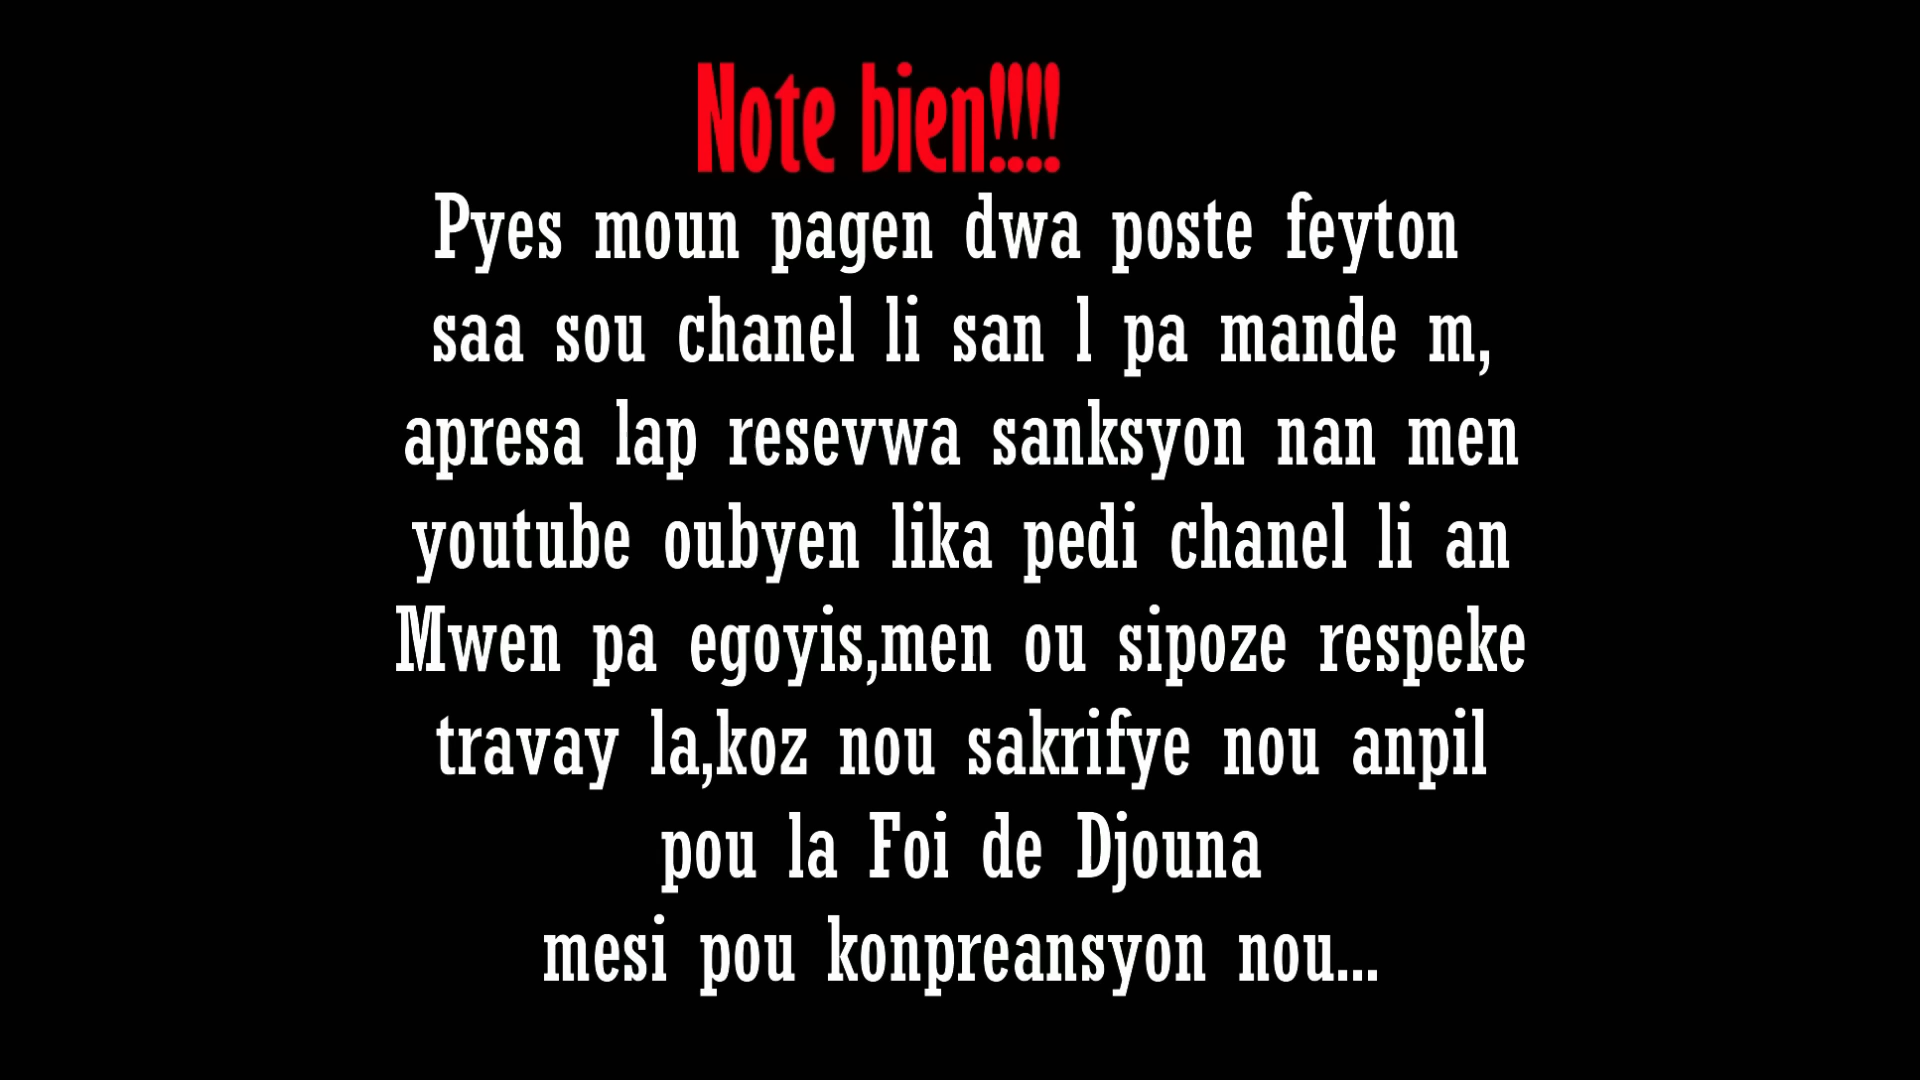 Note bien!!!!
Pyes moun pagen dwa poste feyton
saa sou chanel li san l pa mande m,
apresa lap resevwa sanksyon nan men
youtube oubyen lika pedi chanel li an
Mwen pa egoyis,men ou sipoze respeke
travay la,koz nou sakrifye nou anpil
pou la Foi de Djouna
mesi pou konpreansyon nou...